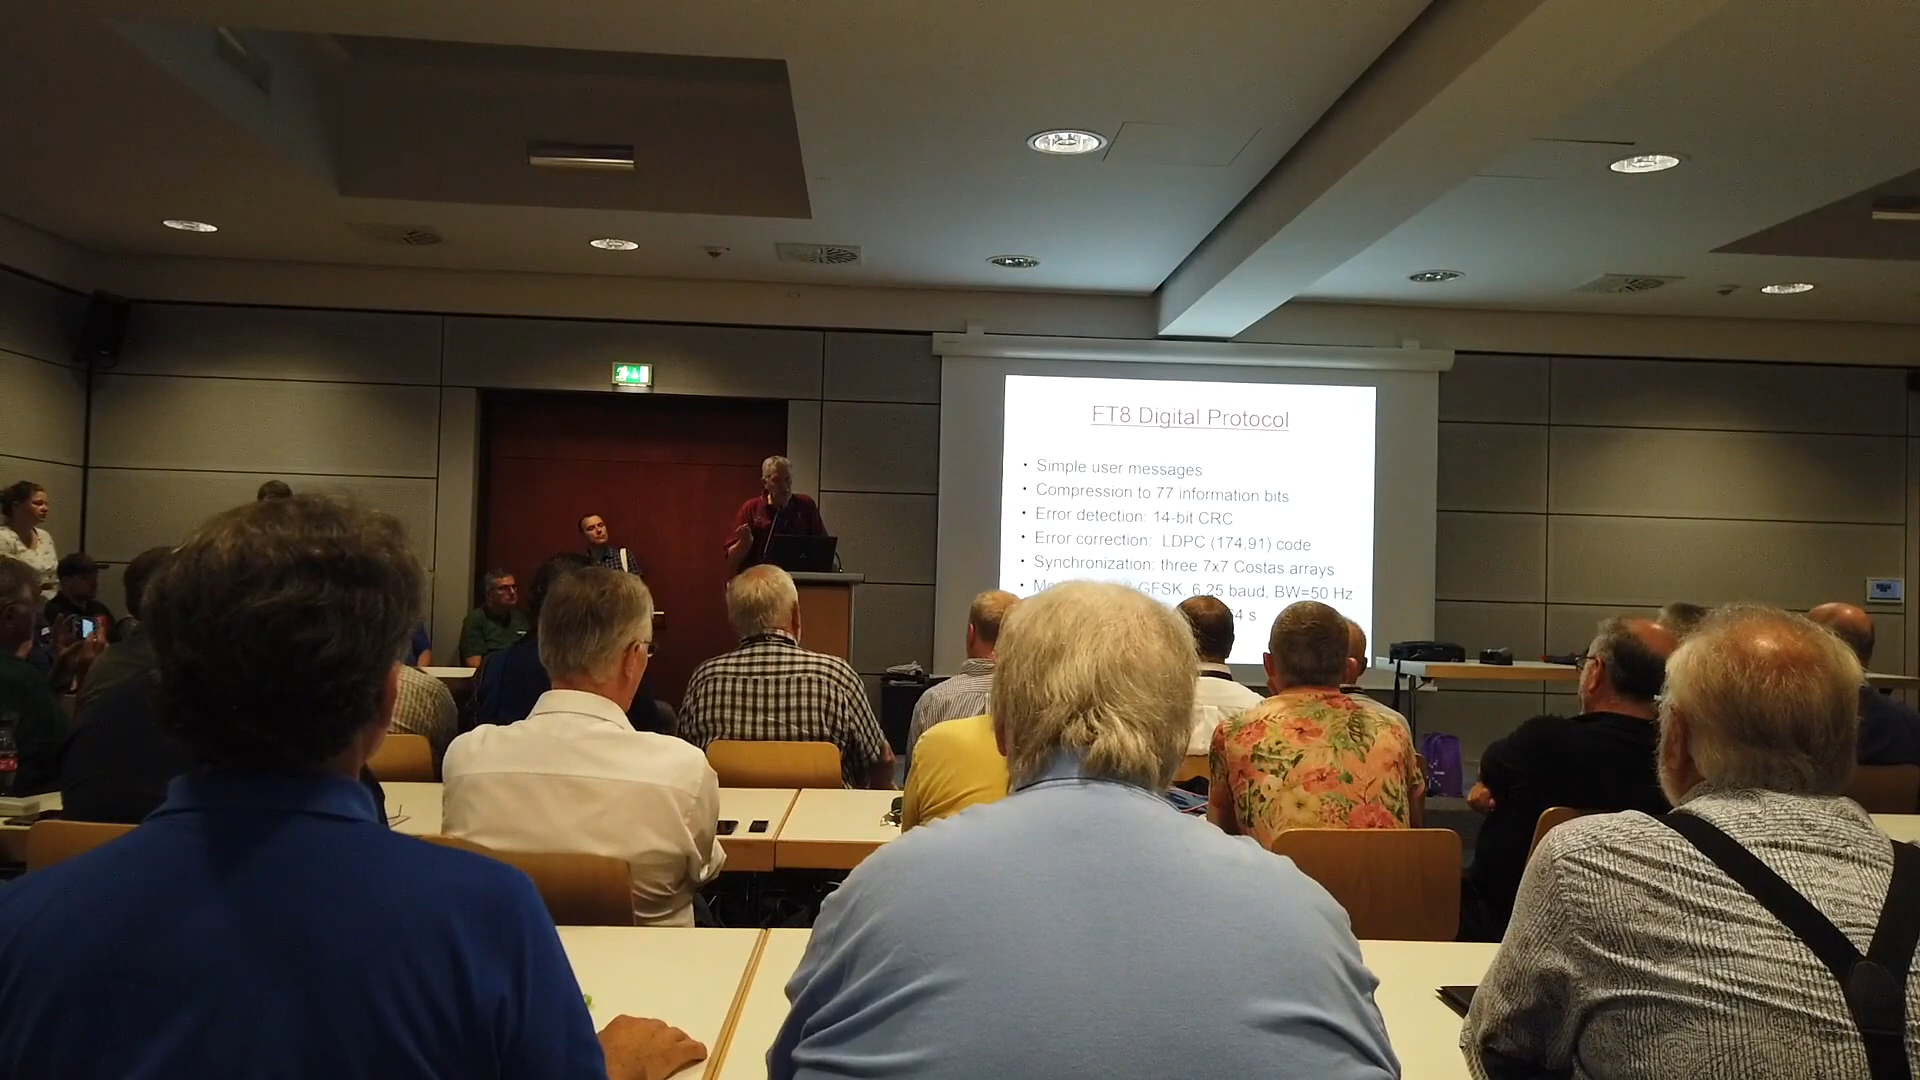 FT8 Digital Protocol
• Simple user messages
• Compression to 77 information bits
• Error detection: 14-bit CRC
• Error correction: LDPC (174,91) code
• Synchronization: three 7x7 Costas arrays
• GFSK, 6.25 baud, BW=50 Hz
s